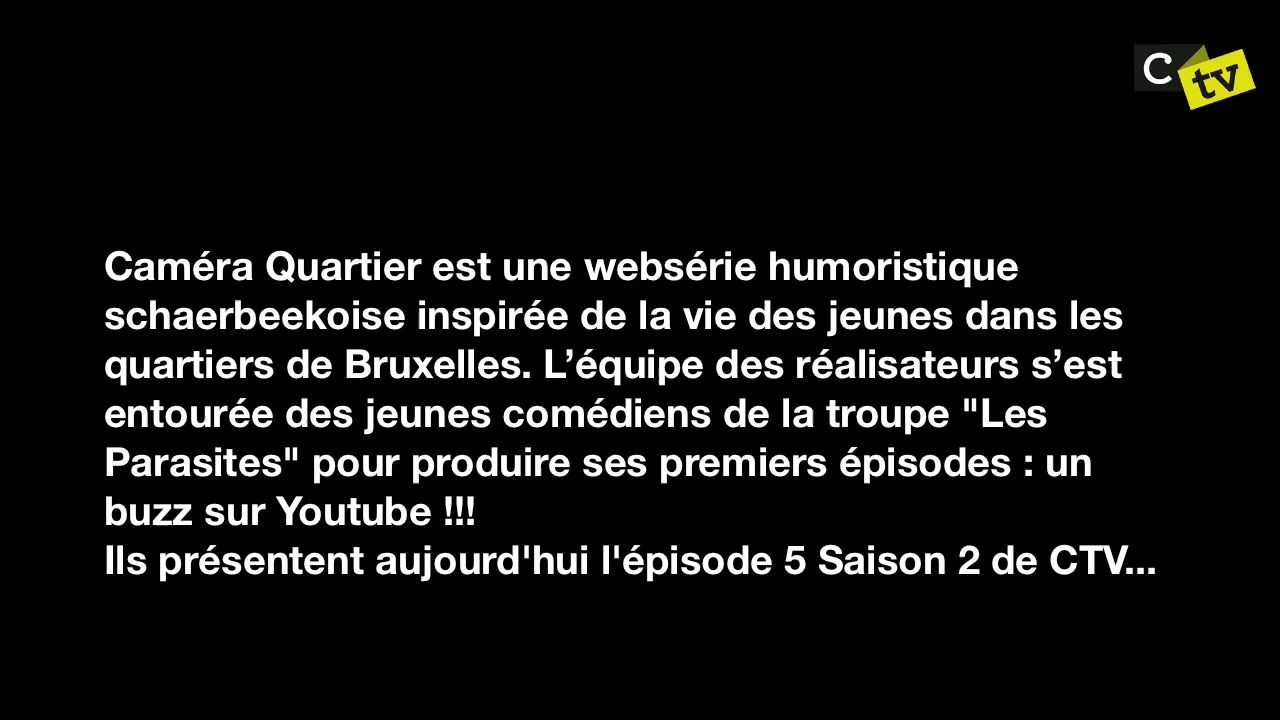 C tv
Caméra Quartier est une websérie humoristique
schaerbeekoise inspirée de la vie des jeunes dans les
quartiers de Bruxelles. L’équipe des réalisateurs s’est
entourée des jeunes comédiens de la troupe "Les
Parasites" pour produire ses premiers épisodes : un
buzz sur Youtube !!!
Ils présentent aujourd'hui l'épisode 5 Saison 2 de CTV...